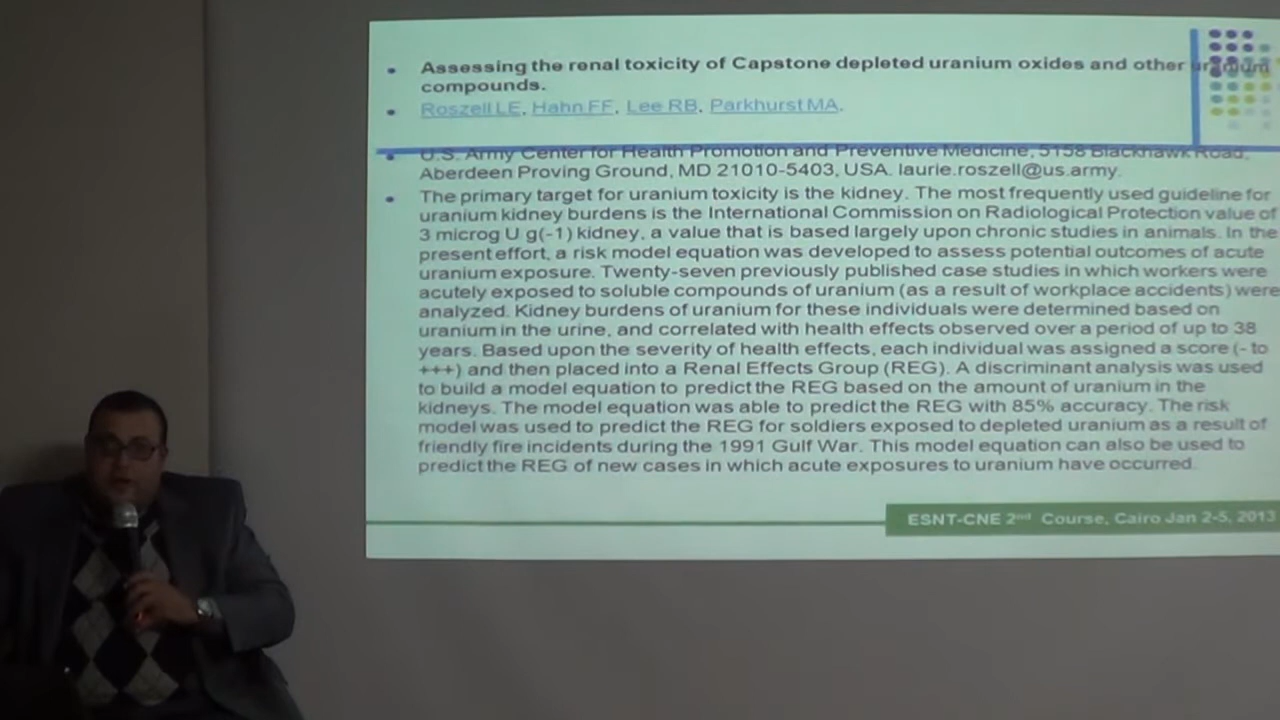 Assessing the renal toxicity of Capstone depleted uranium oxides and other uranium
compounds.
Roszell LE, Hahn FF, Lee RB, Parkhurst MA.
U.S. Army Center for Health Promotion and Preventive Medicine, 5158 Blackhawk Road,
Aberdeen Proving Ground, MD 21010-5403, USA. laurie.roszell@us.army.
The primary target for uranium toxicity is the kidney. The most frequently used guideline for
uranium kidney burdens is the International Commission on Radiological Protection value of
3 microg U g(-1) kidney, a value that is based largely upon chronic studies in animals. In the
present effort, a risk model equation was developed to assess potential outcomes of acute
uranium exposure. Twenty-seven previously published case studies in which workers were
acutely exposed to soluble compounds of uranium (as a result of workplace accidents) were
analyzed. Kidney burdens of uranium for these individuals were determined based on
uranium in the urine, and correlated with health effects observed over a period of up to 38
years. Based upon the severity of health effects, each individual was assigned a score (- to
+++) and then placed into a Renal Effects Group (REG). A discriminant analysis was used
to build a model equation to predict the REG based on the amount of uranium in the
kidneys. The model equation was able to predict the REG with 85% accuracy. The risk
model was used to predict the REG for soldiers exposed to depleted uranium as a result of
friendly fire incidents during the 1991 Gulf War. This model equation can also be used to
predict the REG of new cases in which acute exposures to uranium have occurred.
ESNT-CNE 2nd Course, Cairo Jan 2-5, 2013